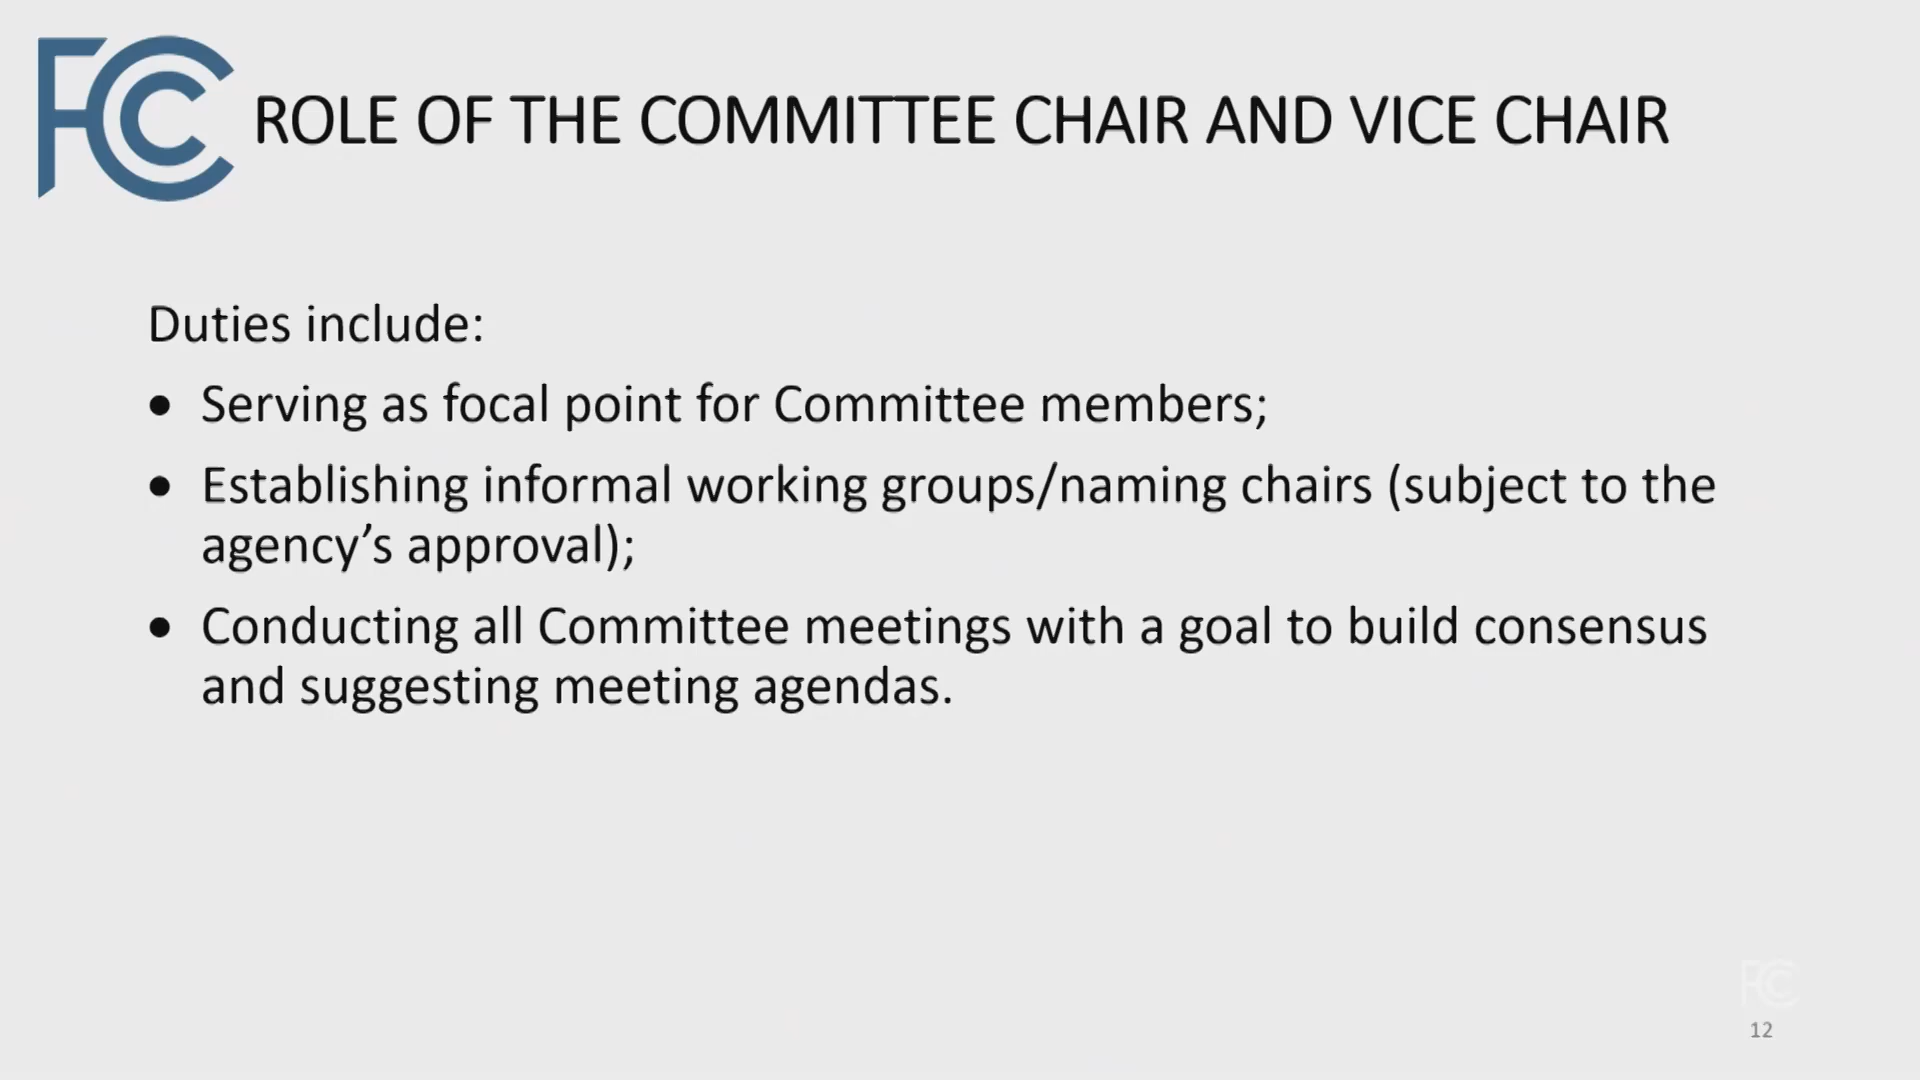 FCC
ROLE OF THE COMMITTEE CHAIR AND VICE CHAIR
Duties include:
• Serving as focal point for Committee members;
• Establishing informal working groups/naming chairs (subject to the
agency’s approval);
• Conducting all Committee meetings with a goal to build consensus
and suggesting meeting agendas.
FCC
12